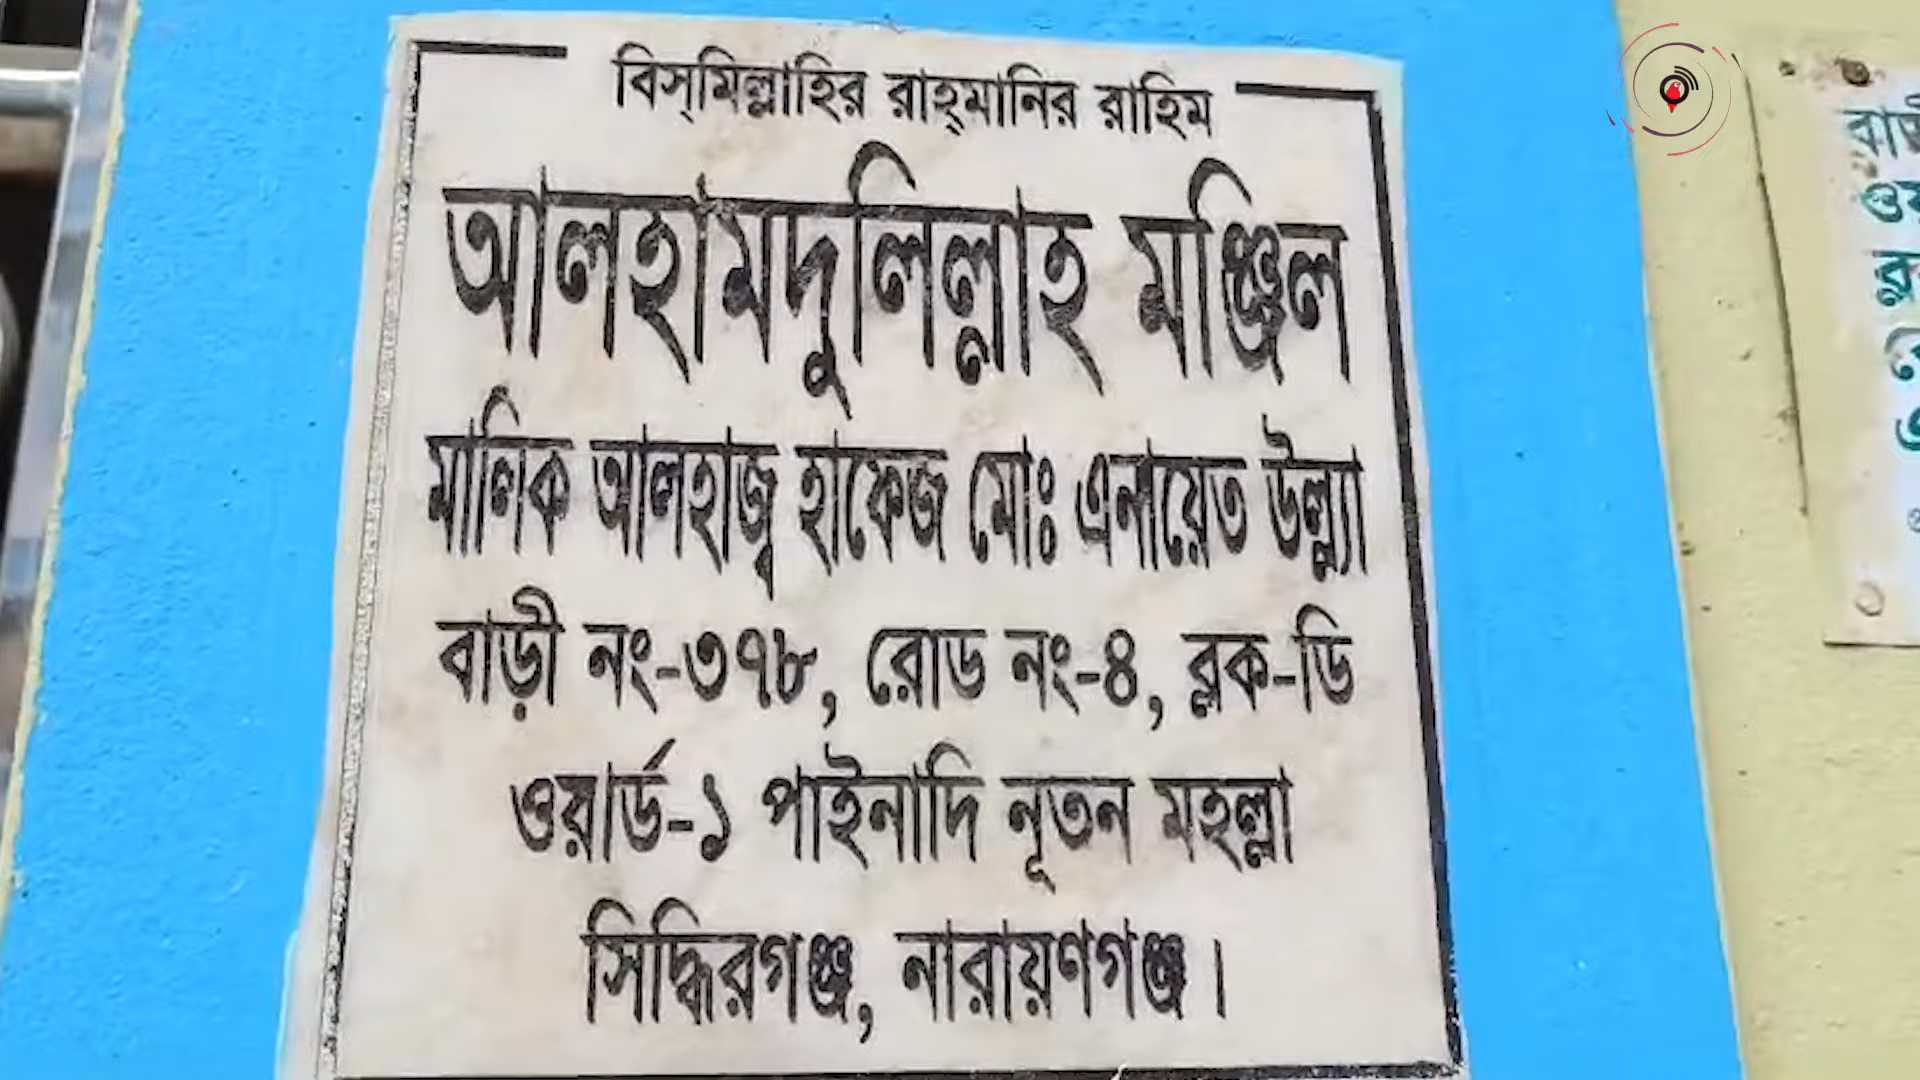 বিস্‌মিল্লাহির রাহ্‌মানির রাহিম
আলহামদুলিল্লাহ মঞ্জিল
মালিক আলহাজ্ব হাফেজ মোঃ এনায়েত উল্ল্যা
বাড়ী নং-৩৭৮, রোড নং-৪, ব্লক-ডি
ওয়ার্ড-১ পাইনাদি নূতন মহল্লা
সিদ্ধিরগঞ্জ, নারায়ণগঞ্জ।